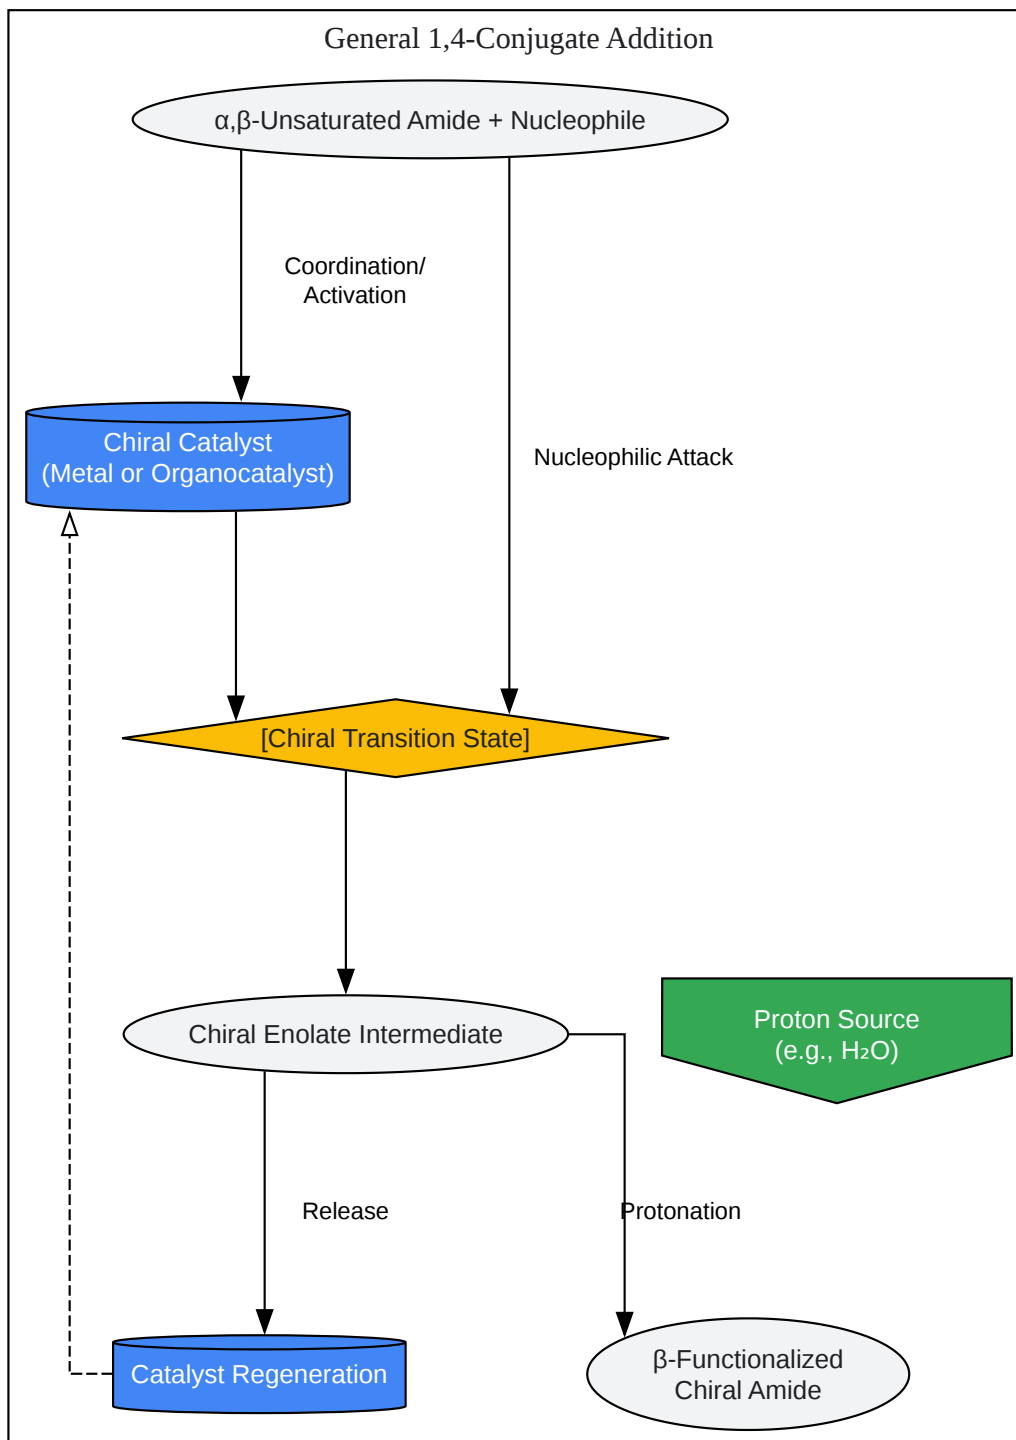 General 1,4-Conjugate Addition
α,β-Unsaturated Amide + Nucleophile
Coordination/
Activation
Chiral Catalyst
(Metal or Organocatalyst)
Nucleophilic Attack
[Chiral Transition State]
Chiral Enolate Intermediate
Proton Source
(e.g., H₂O)
Release
Protonation
Catalyst Regeneration
β-Functionalized
Chiral Amide